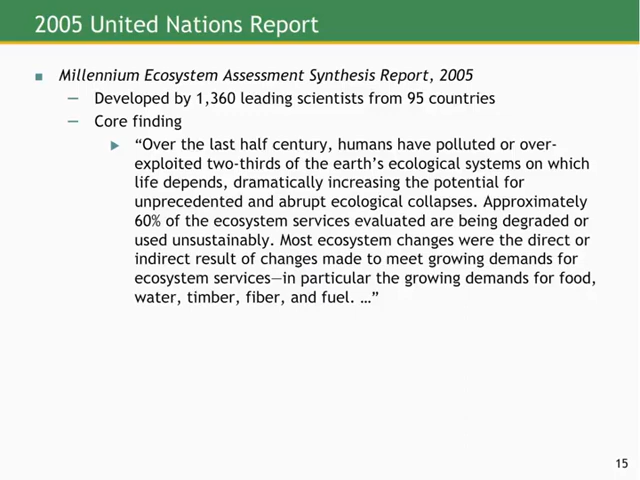 2005 United Nations Report
Millennium Ecosystem Assessment Synthesis Report, 2005
— Developed by 1,360 leading scientists from 95 countries
— Core finding
“Over the last half century, humans have polluted or over-
exploited two-thirds of the earth’s ecological systems on which
life depends, dramatically increasing the potential for
unprecedented and abrupt ecological collapses. Approximately
60% of the ecosystem services evaluated are being degraded or
used unsustainably. Most ecosystem changes were the direct or
indirect result of changes made to meet growing demands for
ecosystem services—in particular the growing demands for food,
water, timber, fiber, and fuel. …”
15